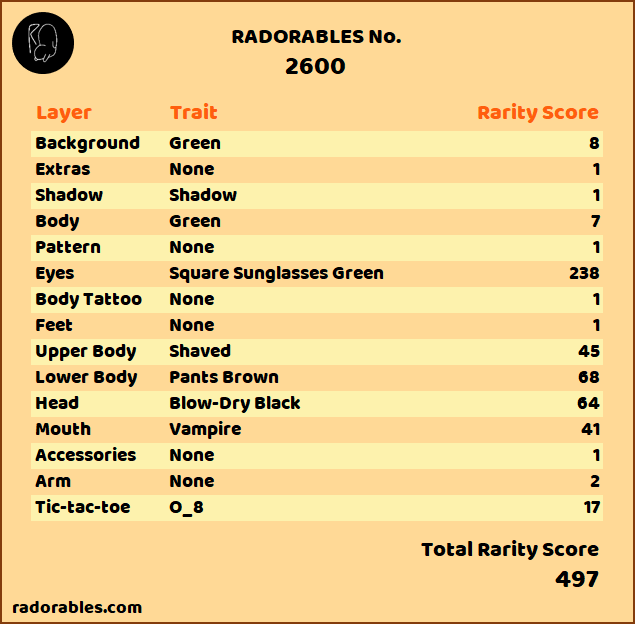 RADORABLES No.
2600
Layer Trait Rarity Score
Background Green 8
Extras None 1
Shadow Shadow 1
Body Green 7
Pattern None 1
Eyes Square Sunglasses Green 238
Body Tattoo None 1
Feet None 1
Upper Body Shaved 45
Lower Body Pants Brown 68
Head Blow-Dry Black 64
Mouth Vampire 41
Accessories None 1
Arm None 2
Tic-tac-toe O_8 17
Total Rarity Score
497
radorables.com